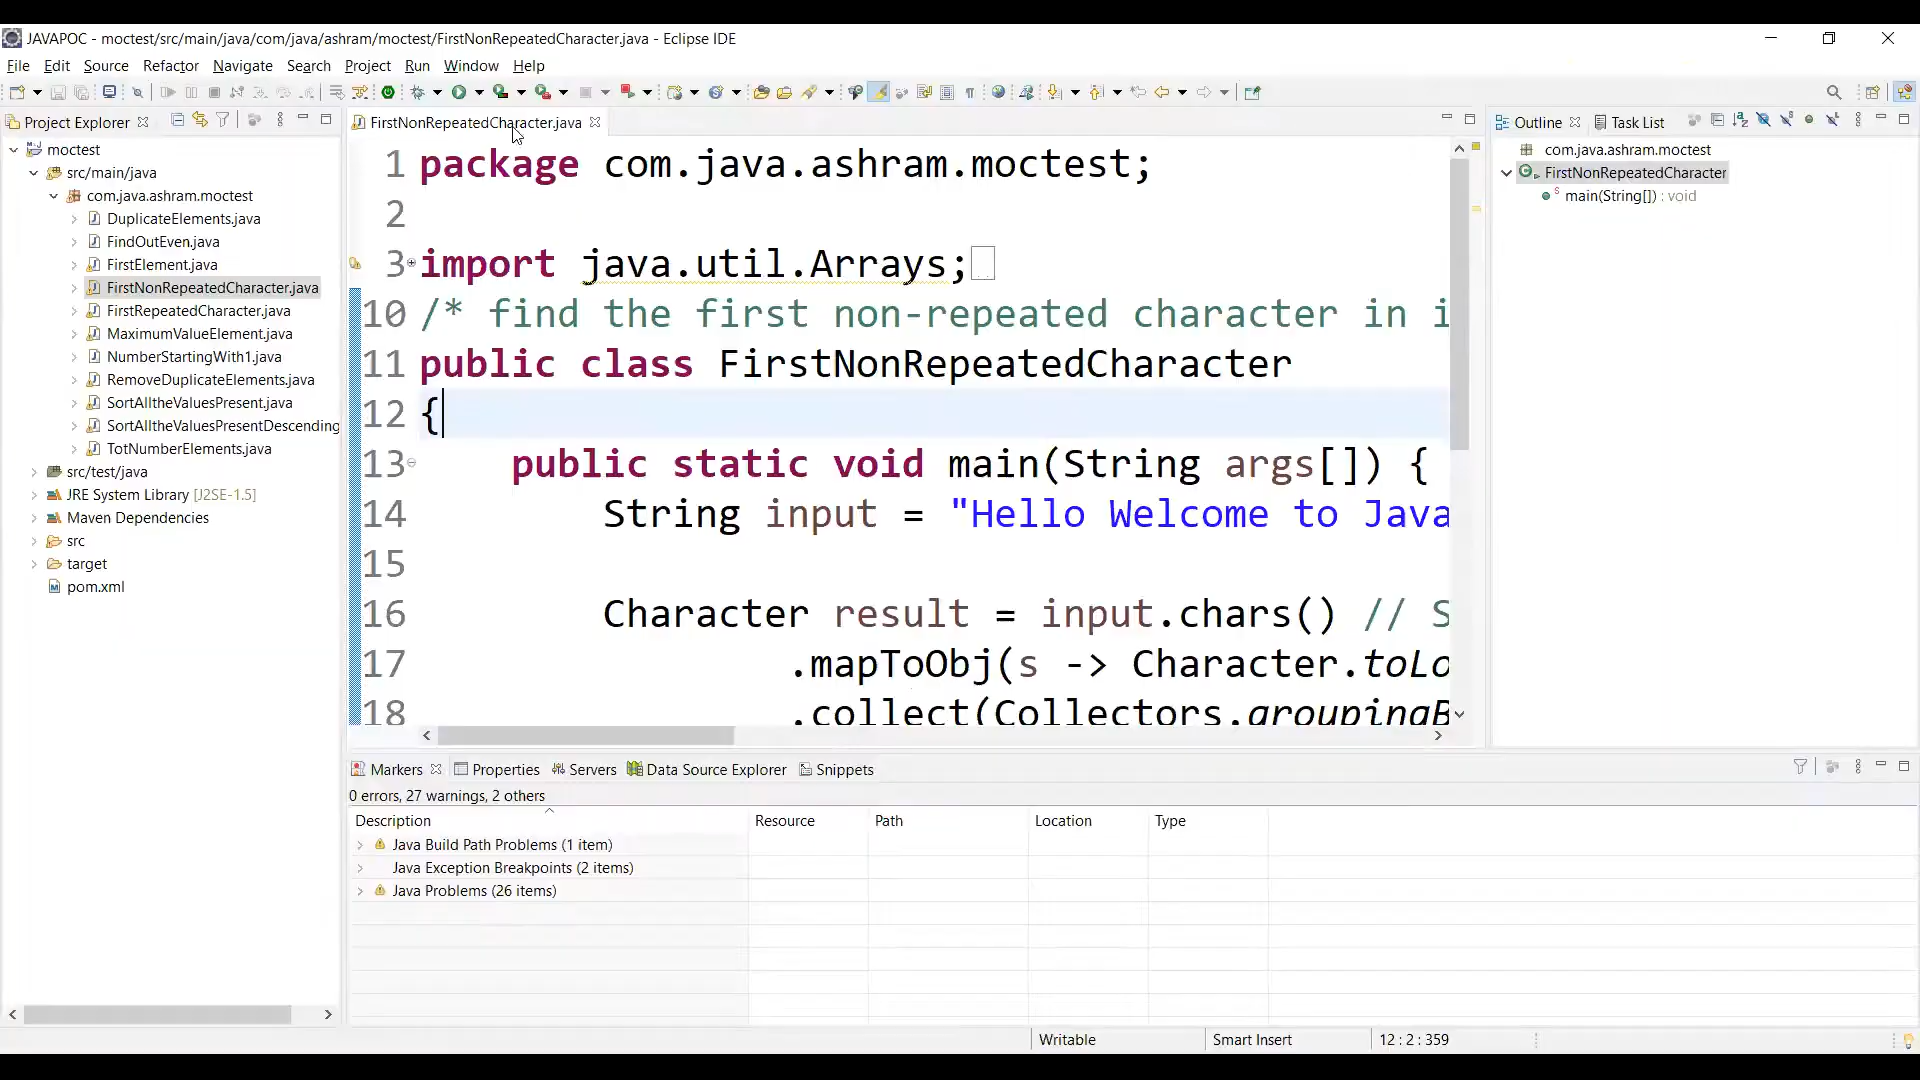 JAVAPOC - moctest/src/main/java/com/java/ashram/moctest/FirstNonRepeatedCharacter.java - Eclipse IDE
File Edit Source Refactor Navigate Search Project Run Window Help
Project Explorer
moctest
src/main/java
com.java.ashram.moctest
DuplicateElements.java
FindOutEven.java
FirstElement.java
FirstNonRepeatedCharacter.java
FirstRepeatedCharacter.java
MaximumValueElement.java
NumberStartingWith1.java
RemoveDuplicateElements.java
SortAlltheValuesPresent.java
SortAlltheValuesPresentDescending
TotNumberElements.java
src/test/java
JRE System Library [J2SE-1.5]
Maven Dependencies
src
target
pom.xml
FirstNonRepeatedCharacter.java
1 package com.java.ashram.moctest;
2
3 import java.util.Arrays;
10 /* find the first non-repeated character in i
11 public class FirstNonRepeatedCharacter
12 {
13 public static void main(String args[]) {
14 String input = "Hello Welcome to Java
15
16 Character result = input.chars() // S
17 .mapToObj(s -> Character.toLo
18 .collect(Collectors.groupingB
Outline Task List
com.java.ashram.moctest
FirstNonRepeatedCharacter
main(String[]) : void
Markers Properties Servers Data Source Explorer Snippets
0 errors, 27 warnings, 2 others
Description Resource Path Location Type
Java Build Path Problems (1 item)
Java Exception Breakpoints (2 items)
Java Problems (26 items)
Writable Smart Insert 12 : 2 : 359